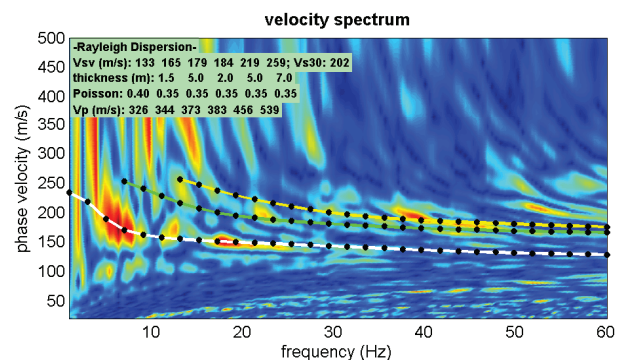 velocity spectrum
-Rayleigh Dispersion-
Vsv (m/s): 133 165 179 184 219 259; Vs30: 202
thickness (m): 1.5 5.0 2.0 5.0 7.0
Poisson: 0.40 0.35 0.35 0.35 0.35 0.35
Vp (m/s): 326 344 373 383 456 539
phase velocity (m/s)
500
450
400
350
300
250
200
150
100
50
10 20 30 40 50 60
frequency (Hz)